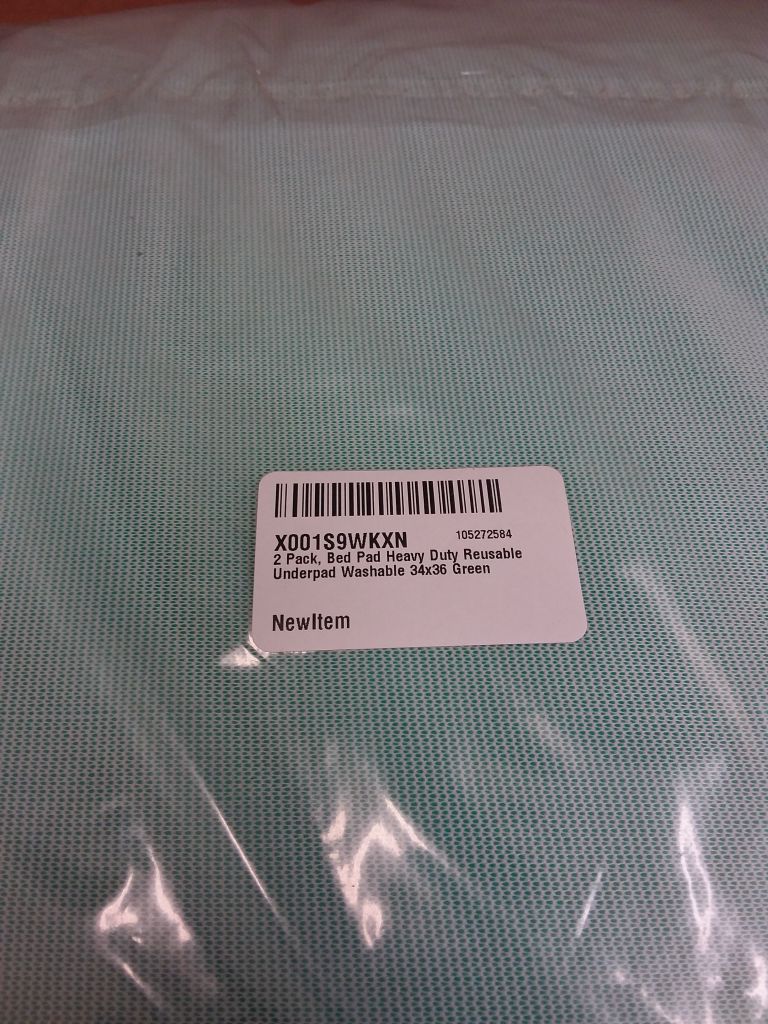 X001S9WKXN 105272584
2 Pack, Bed Pad Heavy Duty Reusable
Underpad Washable 34x36 Green
NewItem